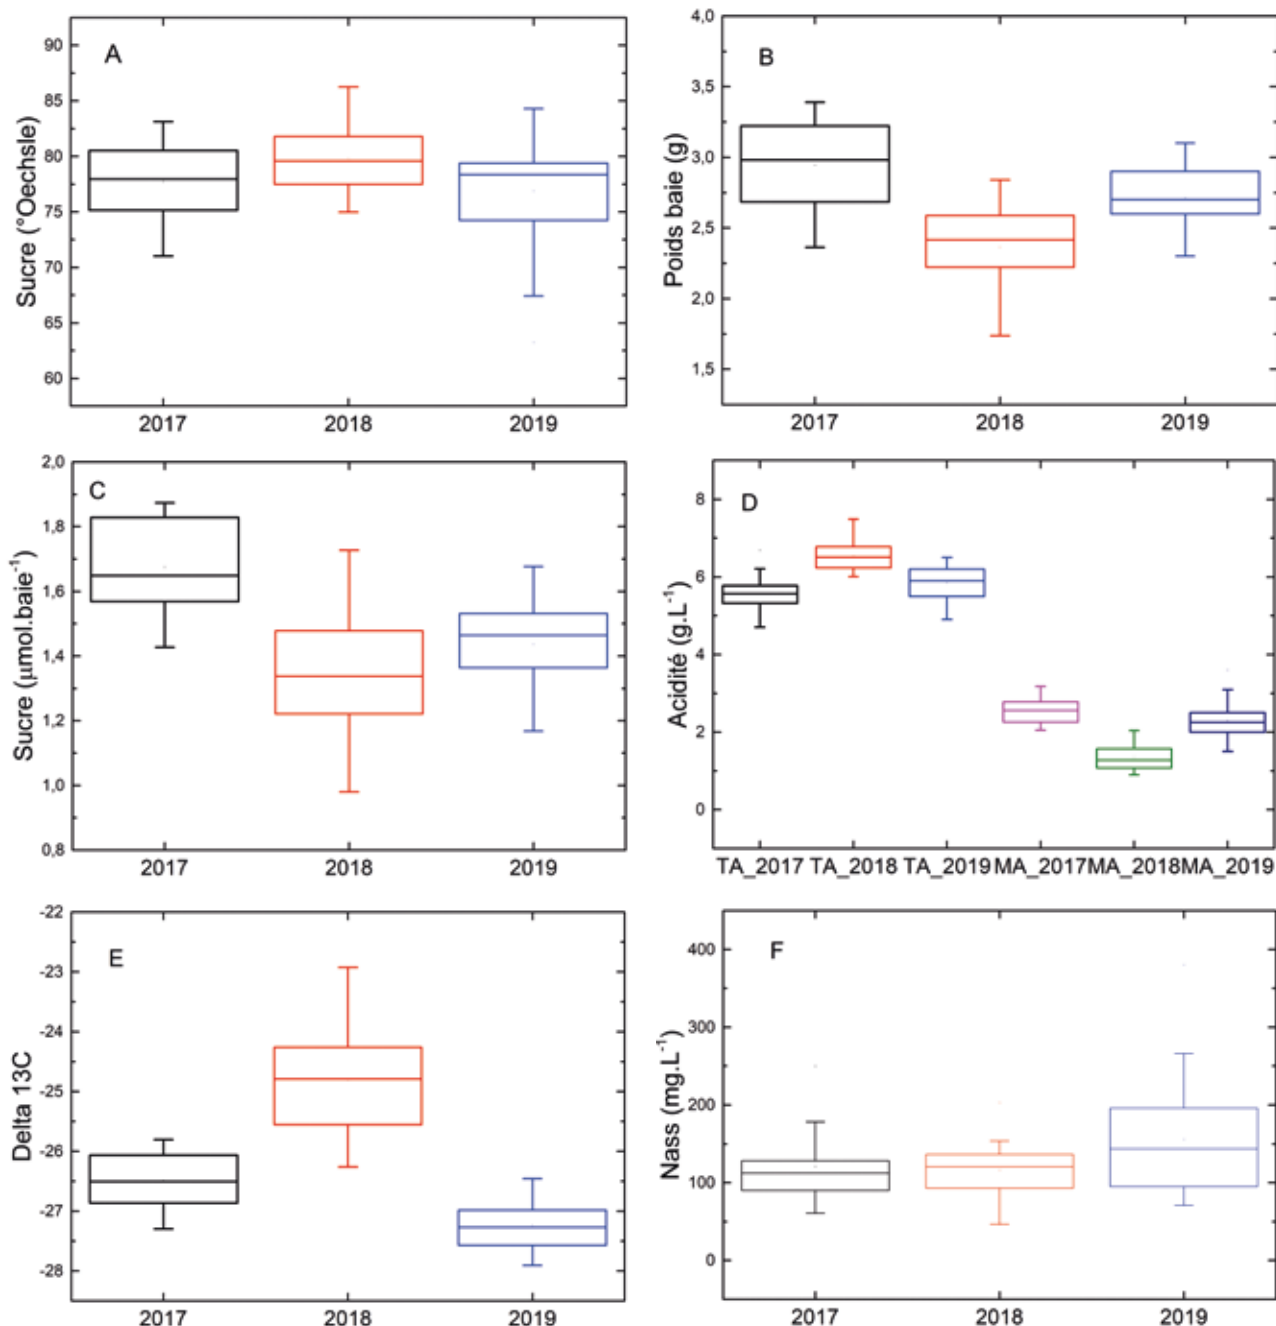 A
Sucre (°Oechsle)
90
85
80
75
70
65
60
2017 2018 2019
B
Poids baie (g)
4,0
3,5
3,0
2,5
2,0
1,5
2017 2018 2019
C
Sucre (µmol.baie⁻¹)
2,0
1,8
1,6
1,4
1,2
1,0
0,8
2017 2018 2019
D
Acidité (g.L⁻¹)
8
6
4
2
0
TA_2017 TA_2018 TA_2019 MA_2017 MA_2018 MA_2019
E
Delta 13C
-22
-23
-24
-25
-26
-27
-28
2017 2018 2019
F
Nass (mg.L⁻¹)
400
300
200
100
0
2017 2018 2019